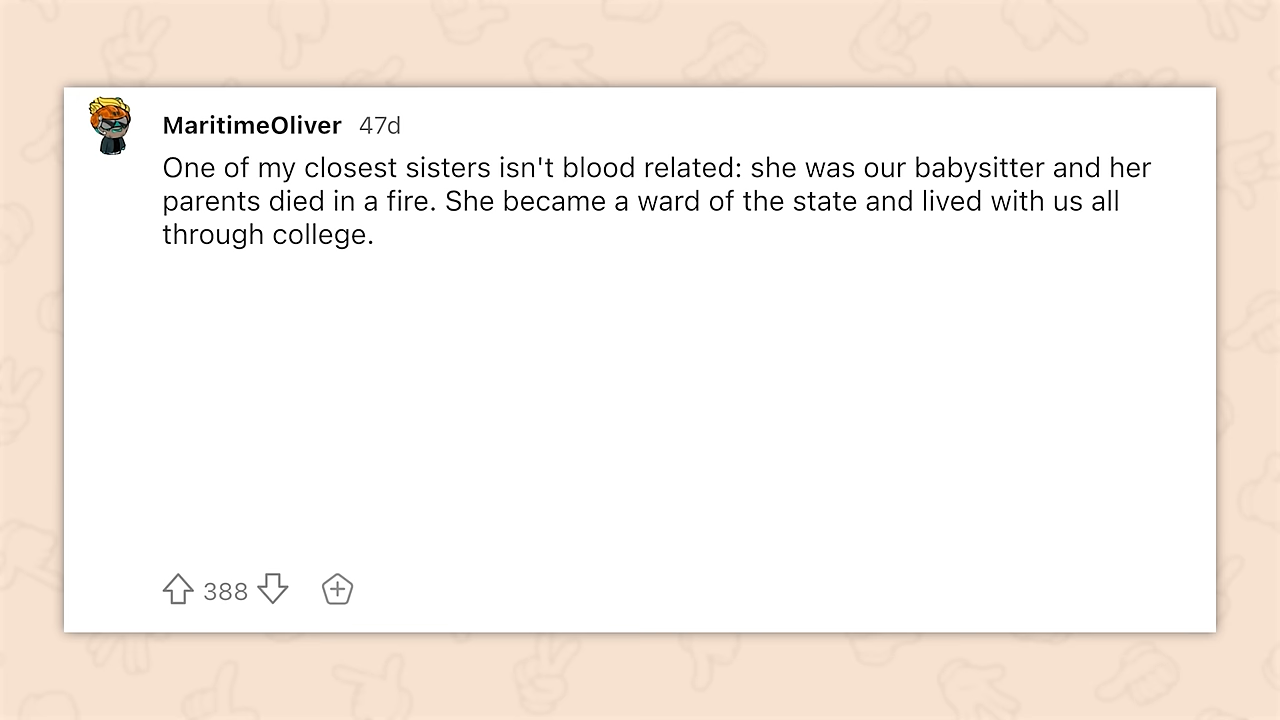 MaritimeOliver 47d
One of my closest sisters isn't blood related: she was our babysitter and her
parents died in a fire. She became a ward of the state and lived with us all
through college.
388